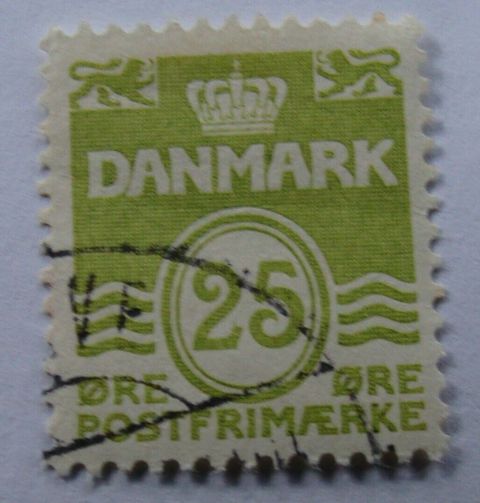 DANMARK
25
ØRE ØRE
POSTFRIMÆRKE